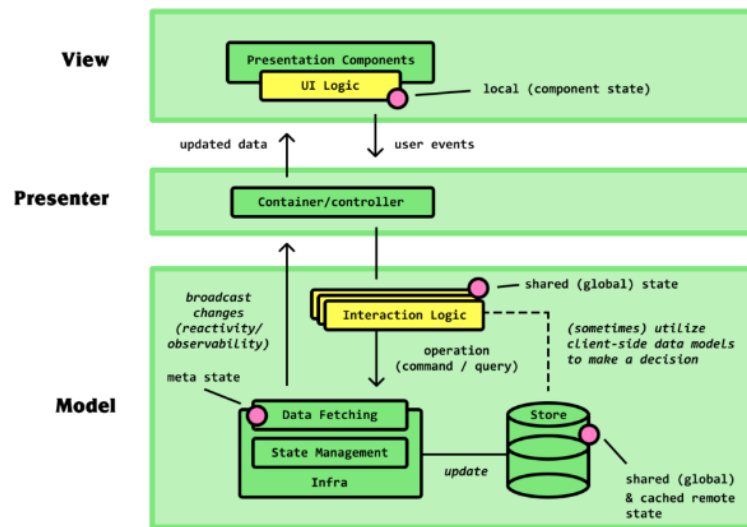 View
Presentation Components
UI Logic
local (component state)
updated data
user events
Presenter
Container/controller
Model
broadcast
changes
(reactivity/
observability)
shared (global) state
Interaction Logic
(sometimes) utilize
client-side data models
to make a decision
operation
(command / query)
meta state
Data Fetching
State Management
Infra
update
Store
shared (global)
& cached remote
state